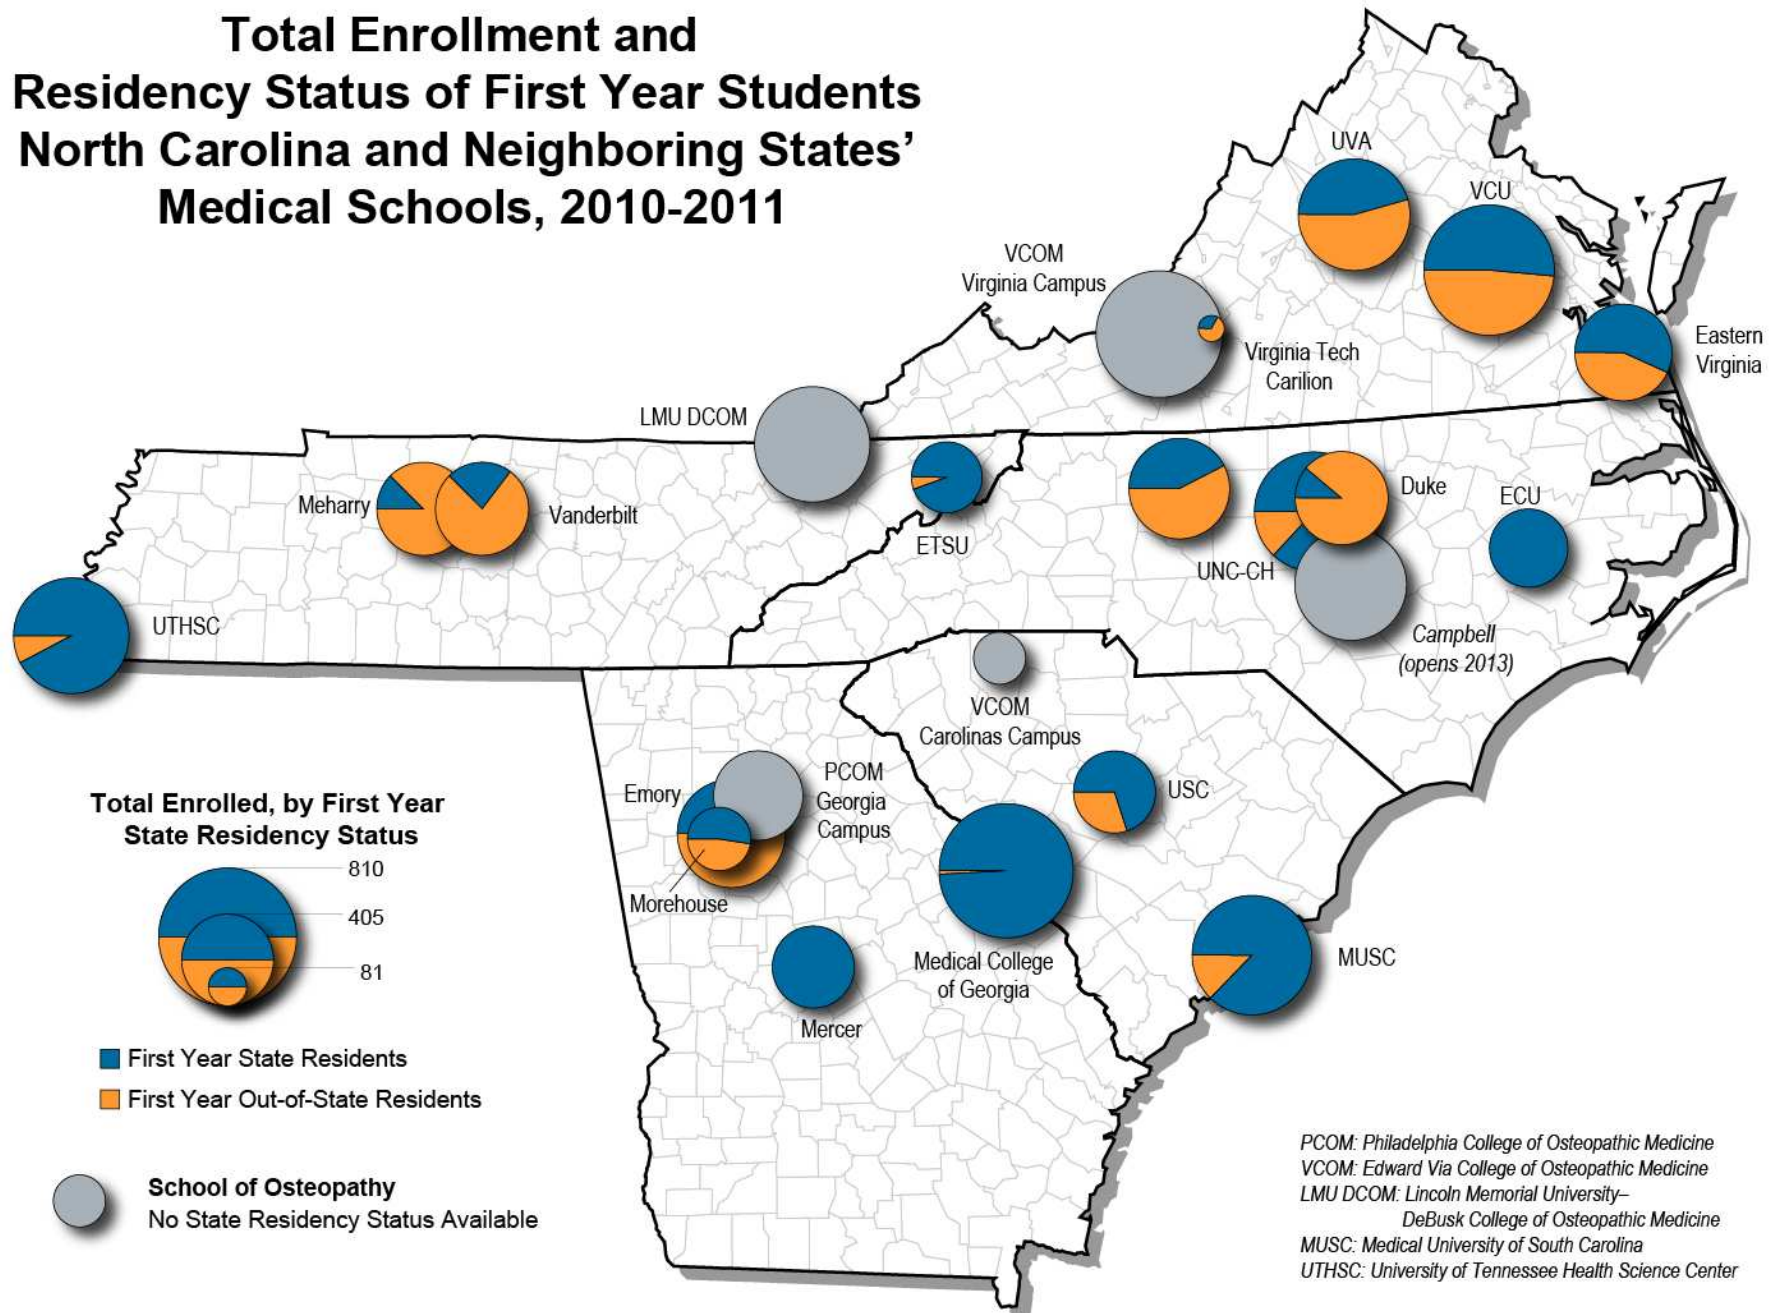 Total Enrollment and
Residency Status of First Year Students
North Carolina and Neighboring States’
Medical Schools, 2010-2011
UVA
VCU
VCOM
Virginia Campus
Eastern
Virginia
Virginia Tech
Carilion
LMU DCOM
Meharry
Vanderbilt
ETSU
Duke
ECU
UNC-CH
UTHSC
Campbell
(opens 2013)
VCOM
Carolinas Campus
PCOM
Georgia
Campus
Emory
USC
Morehouse
Medical College
of Georgia
MUSC
Mercer
Total Enrolled, by First Year
State Residency Status
810
405
81
First Year State Residents
First Year Out-of-State Residents
School of Osteopathy
No State Residency Status Available
PCOM: Philadelphia College of Osteopathic Medicine
VCOM: Edward Via College of Osteopathic Medicine
LMU DCOM: Lincoln Memorial University–
DeBusk College of Osteopathic Medicine
MUSC: Medical University of South Carolina
UTHSC: University of Tennessee Health Science Center